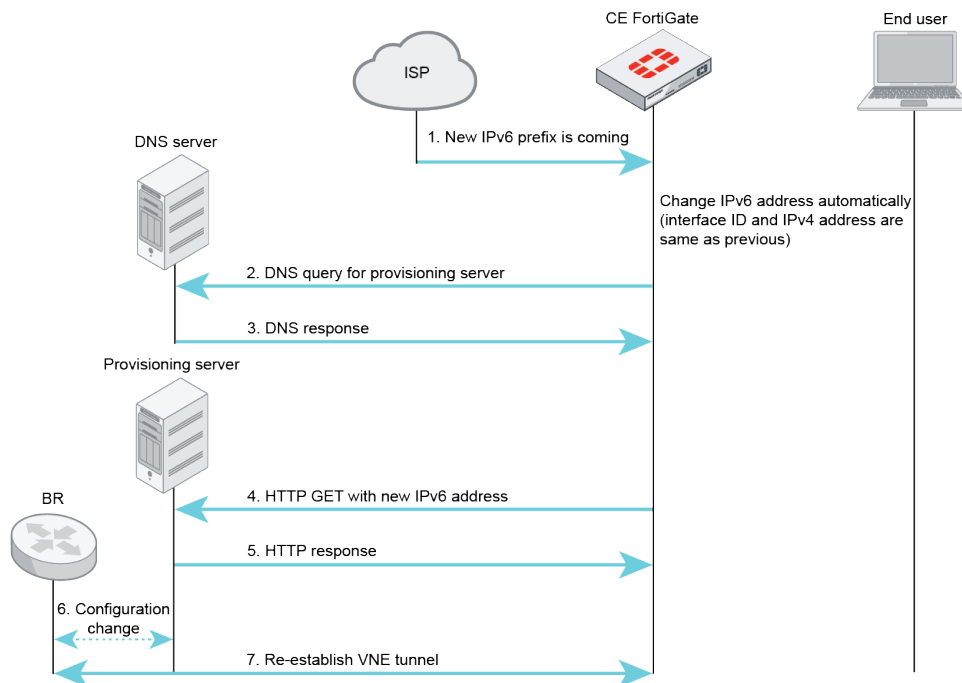 CE FortiGate
End user
ISP
1. New IPv6 prefix is coming
DNS server
Change IPv6 address automatically
(interface ID and IPv4 address are
same as previous)
2. DNS query for provisioning server
3. DNS response
Provisioning server
4. HTTP GET with new IPv6 address
BR
5. HTTP response
6. Configuration
change
7. Re-establish VNE tunnel